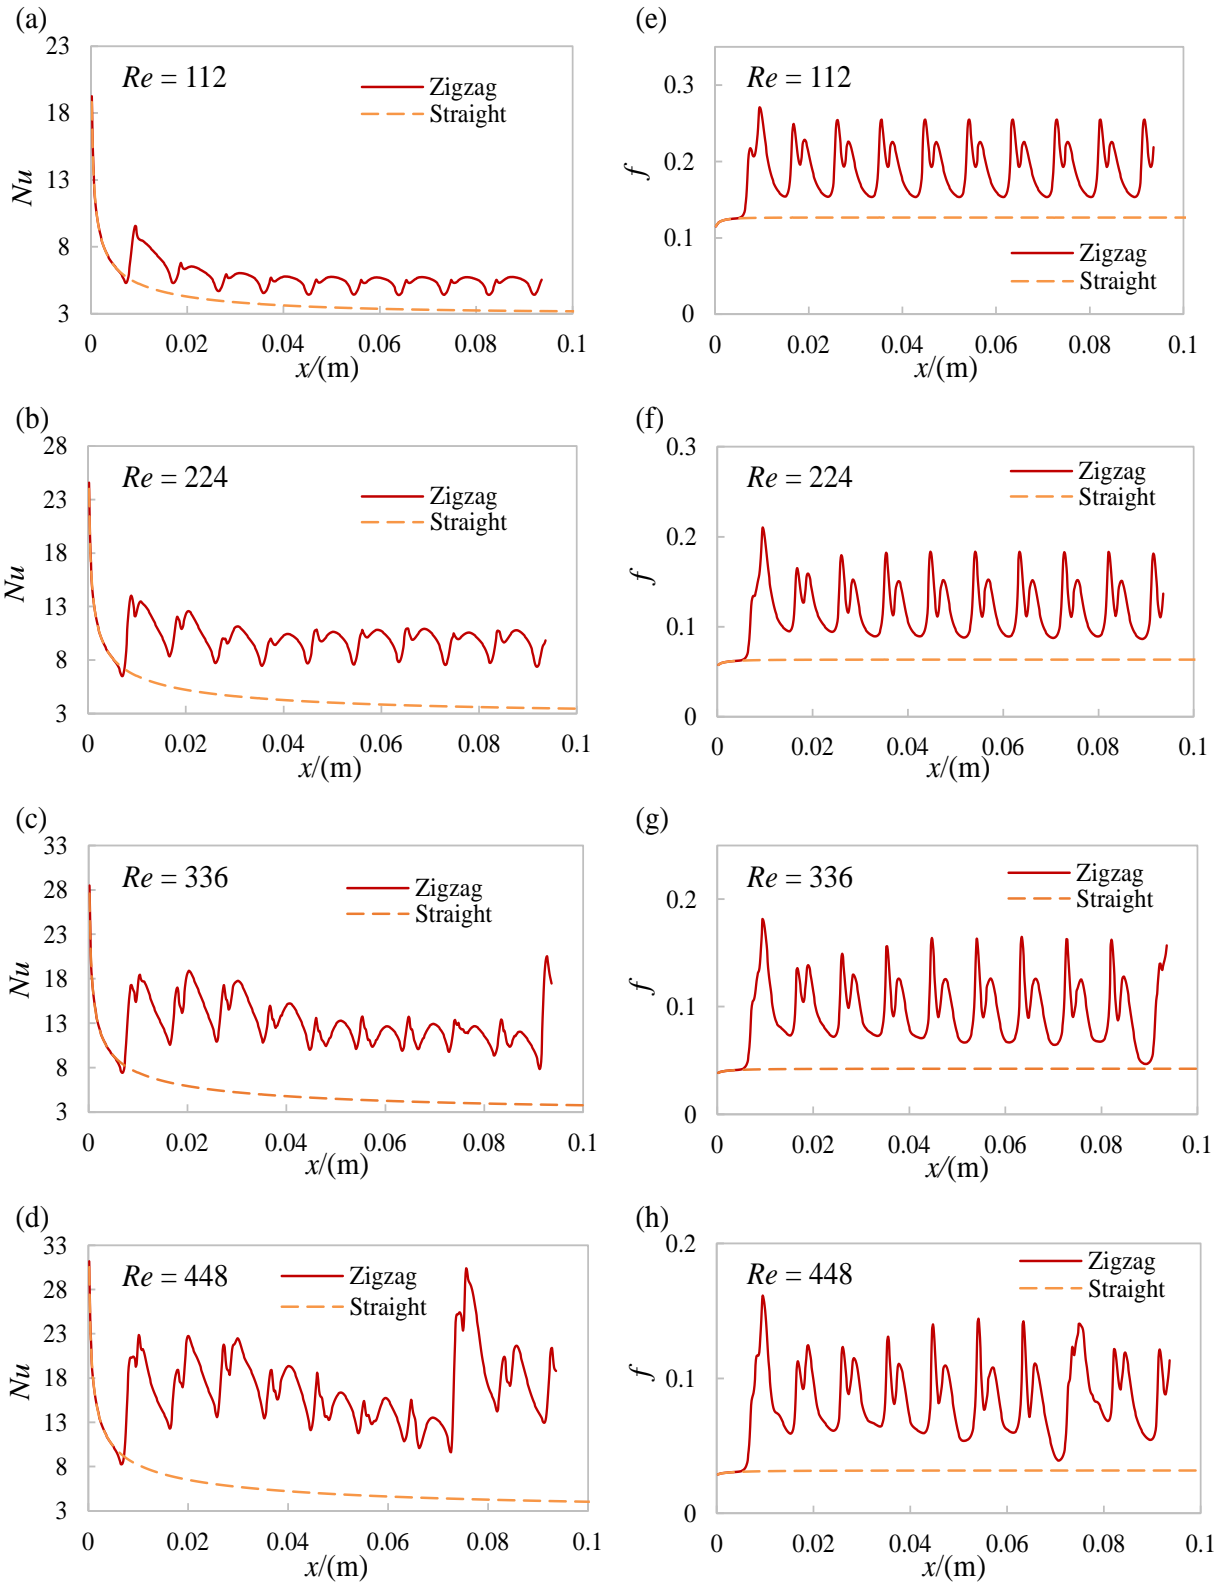 (a)
23
18
13
8
3
Nu
Re = 112
Zigzag
Straight
0 0.02 0.04 0.06 0.08 0.1
x/(m)
(e)
0.3
0.2
0.1
0
f
Re = 112
Zigzag
Straight
0 0.02 0.04 0.06 0.08 0.1
x/(m)
(b)
28
23
18
13
8
3
Nu
Re = 224
Zigzag
Straight
0 0.02 0.04 0.06 0.08 0.1
x/(m)
(f)
0.3
0.2
0.1
0
f
Re = 224
Zigzag
Straight
0 0.02 0.04 0.06 0.08 0.1
x/(m)
(c)
33
28
23
18
13
8
3
Nu
Re = 336
Zigzag
Straight
0 0.02 0.04 0.06 0.08 0.1
x/(m)
(g)
0.2
0.1
0
f
Re = 336
Zigzag
Straight
0 0.02 0.04 0.06 0.08 0.1
x/(m)
(d)
33
28
23
18
13
8
3
Nu
Re = 448
Zigzag
Straight
0 0.02 0.04 0.06 0.08 0.1
x/(m)
(h)
0.2
0.1
0
f
Re = 448
Zigzag
Straight
0 0.02 0.04 0.06 0.08 0.1
x/(m)